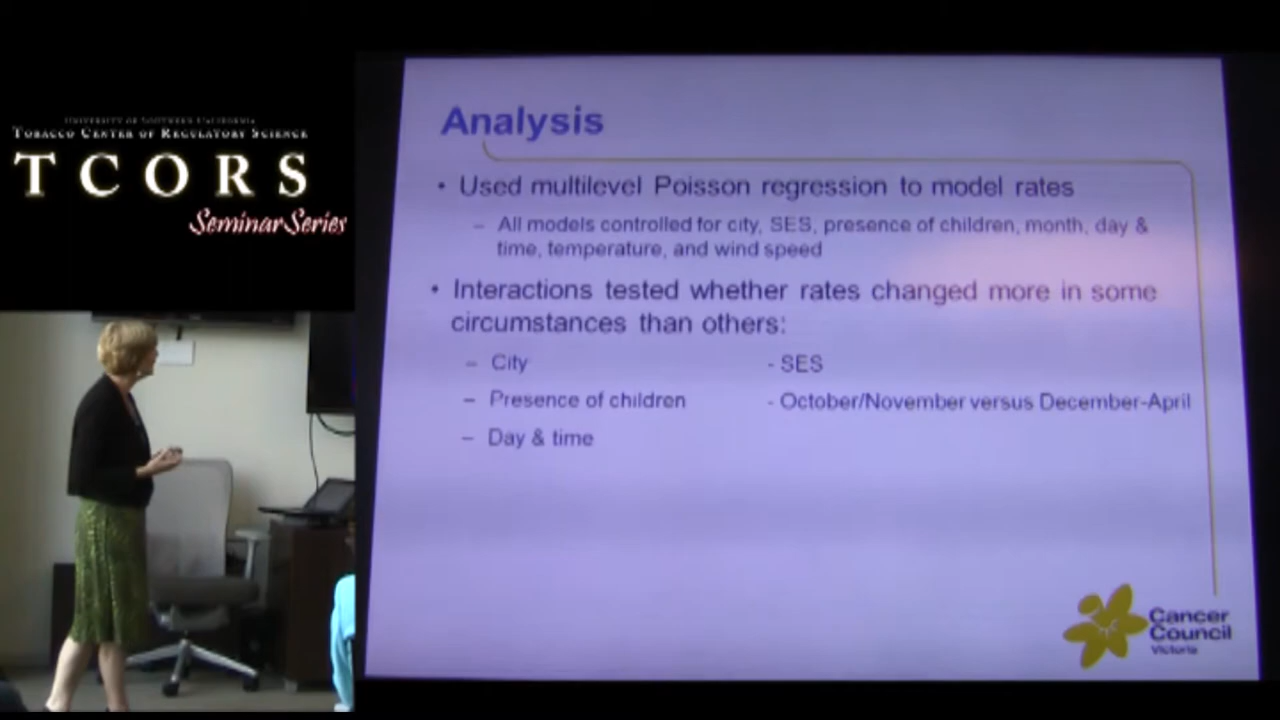 UNIVERSITY OF SOUTHERN CALIFORNIA
TOBACCO CENTER OF REGULATORY SCIENCE
TCORS
Seminar Series
Analysis
• Used multilevel Poisson regression to model rates
– All models controlled for city, SES, presence of children, month, day &
time, temperature, and wind speed
• Interactions tested whether rates changed more in some
circumstances than others:
– City - SES
– Presence of children - October/November versus December-April
– Day & time
Cancer
Council
Victoria